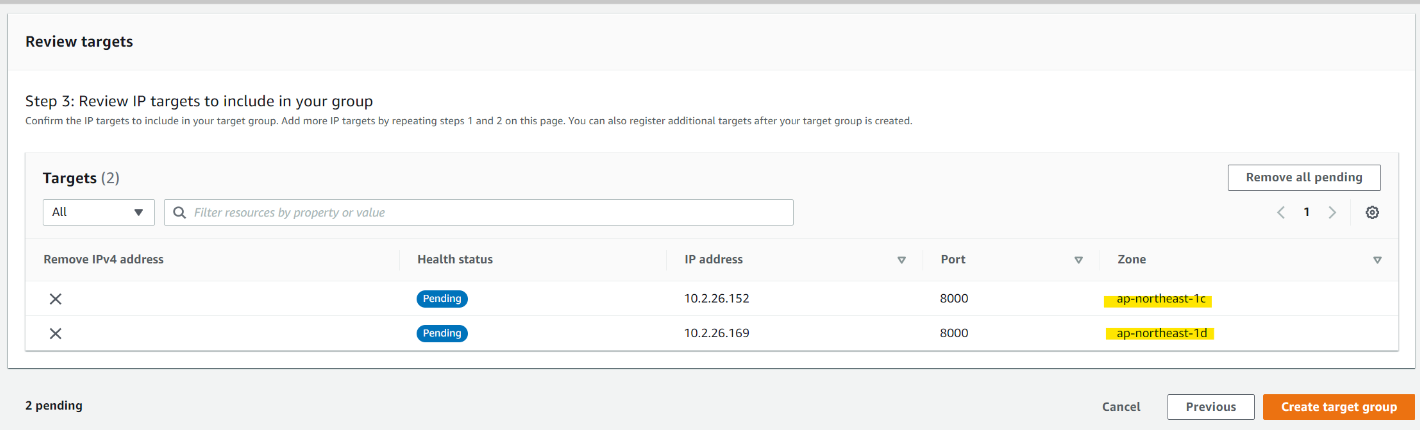 Review targets
Step 3: Review IP targets to include in your group
Confirm the IP targets to include in your target group. Add more IP targets by repeating steps 1 and 2 on this page. You can also register additional targets after your target group is created.
Targets (2)
Remove all pending
All
Filter resources by property or value
1
Remove IPv4 address Health status IP address Port Zone
Pending 10.2.26.152 8000 ap-northeast-1c
Pending 10.2.26.169 8000 ap-northeast-1d
2 pending
Cancel Previous Create target group